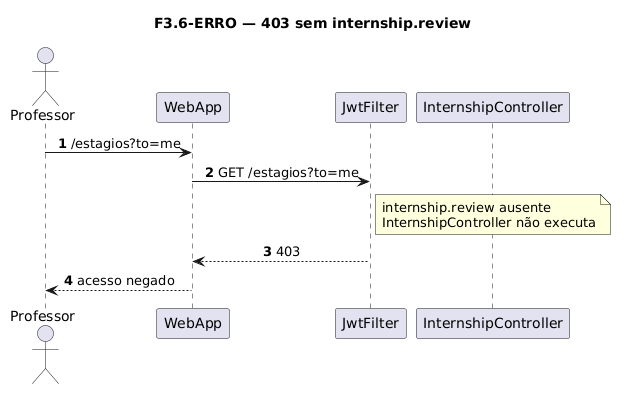 F3.6-ERRO — 403 sem internship.review
Professor
WebApp
JwtFilter
InternshipController
1 /estagios?to=me
2 GET /estagios?to=me
internship.review ausente
InternshipController não executa
3 403
4 acesso negado
Professor
WebApp
JwtFilter
InternshipController